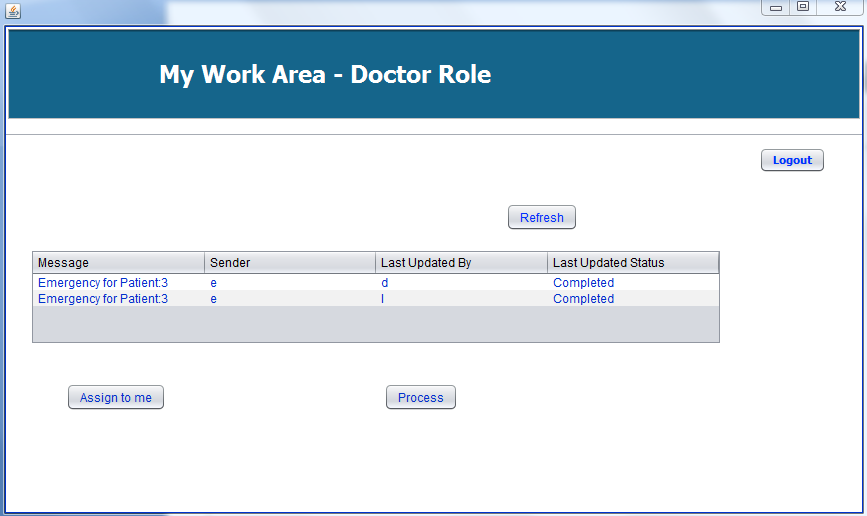 My Work Area - Doctor Role
Logout
Refresh
Message Sender Last Updated By Last Updated Status
Emergency for Patient:3 e d Completed
Emergency for Patient:3 e l Completed
Assign to me Process